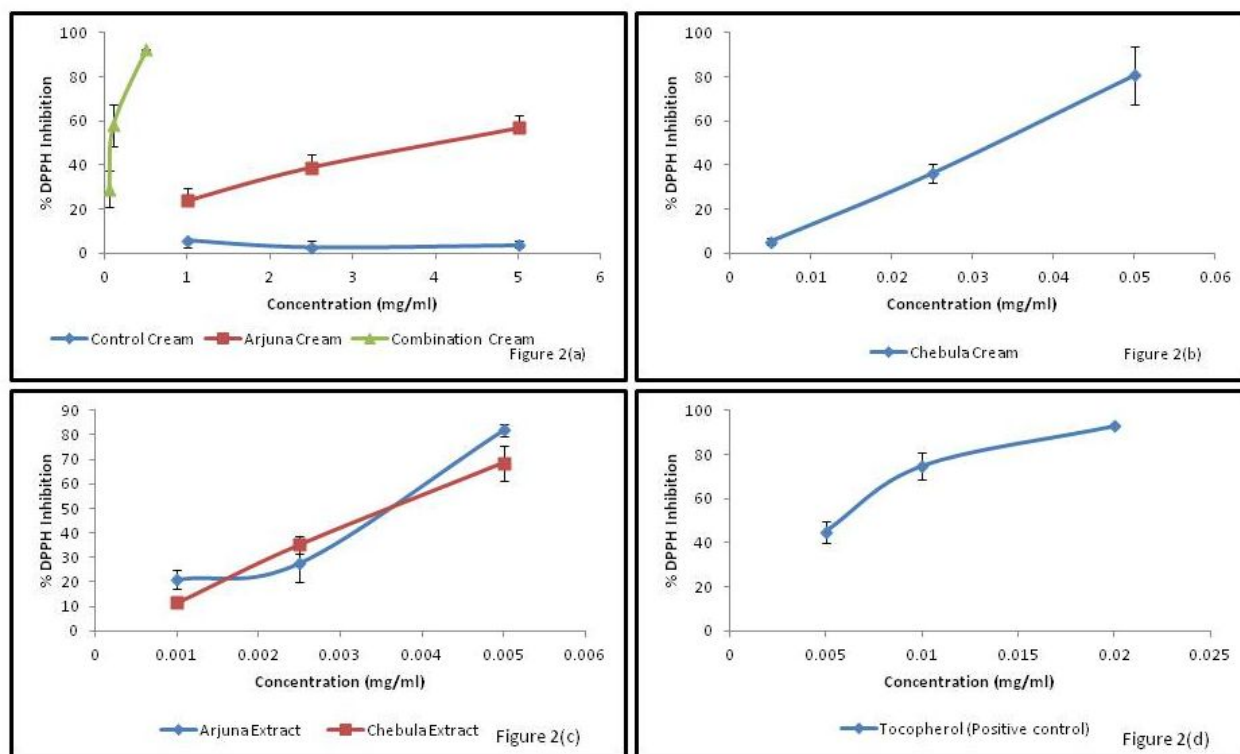 100
80
60
40
20
0
% DPPH Inhibition
0 1 2 3 4 5 6
Concentration (mg/ml)
Control Cream Arjuna Cream Combination Cream
Figure 2(a)
100
80
60
40
20
0
% DPPH Inhibition
0 0.01 0.02 0.03 0.04 0.05 0.06
Concentration (mg/ml)
Chebula Cream
Figure 2(b)
90
80
70
60
50
40
30
20
10
0
% DPPH Inhibition
0 0.001 0.002 0.003 0.004 0.005 0.006
Concentration (mg/ml)
Arjuna Extract Chebula Extract
Figure 2(c)
100
80
60
40
20
0
% DPPH Inhibition
0 0.005 0.01 0.015 0.02 0.025
Concentration (mg/ml)
Tocopherol (Positive control)
Figure 2(d)